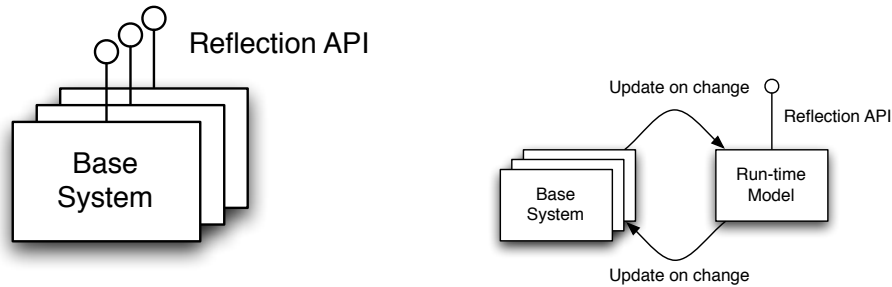 Reflection API
Base
System
Update on change
Reflection API
Base
System
Run-time
Model
Update on change